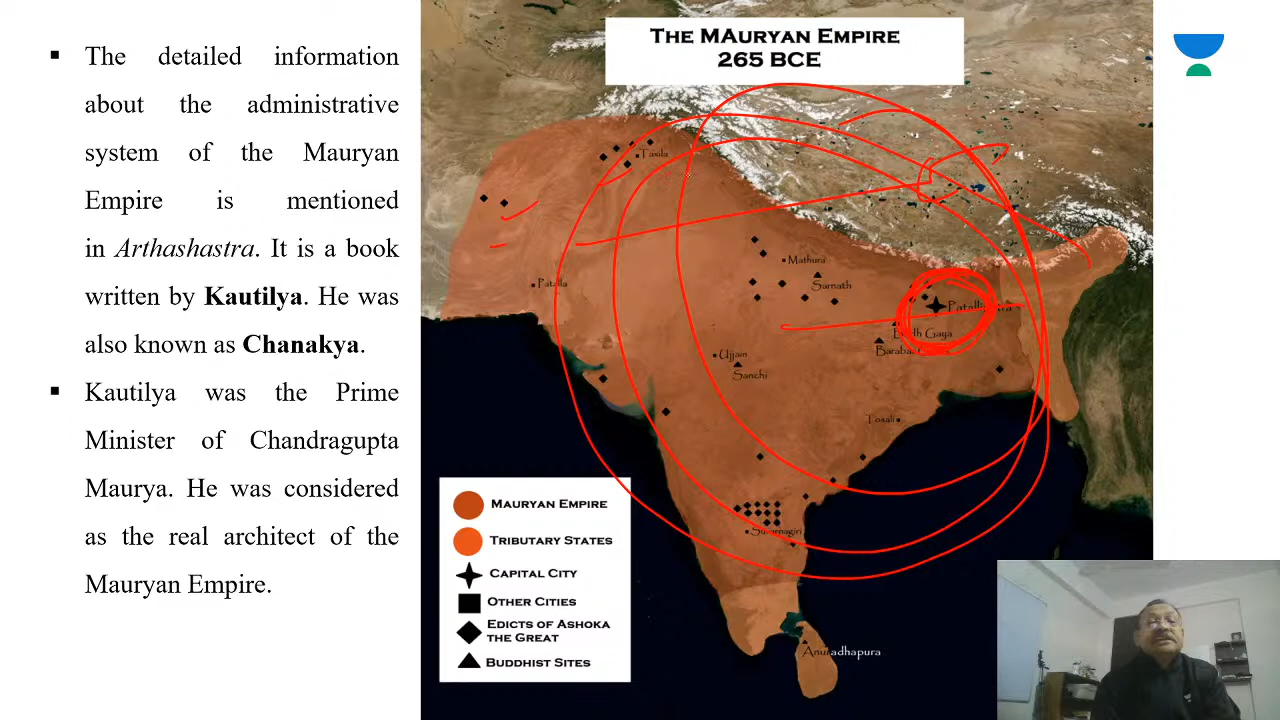 ▪ The detailed information
about the administrative
system of the Mauryan
Empire is mentioned
in Arthashastra. It is a book
written by Kautilya. He was
also known as Chanakya.
▪ Kautilya was the Prime
Minister of Chandragupta
Maurya. He was considered
as the real architect of the
Mauryan Empire.
The Mauryan Empire
265 BCE
Taxila
Mathura
Sarnath
Patalla
Bodh Gaya
Ujjain
Sanchi
Tosali
Suvarnagiri
Anuradhapura
Mauryan Empire
Tributary States
Capital City
Other Cities
Edicts of Ashoka
the Great
Buddhist Sites